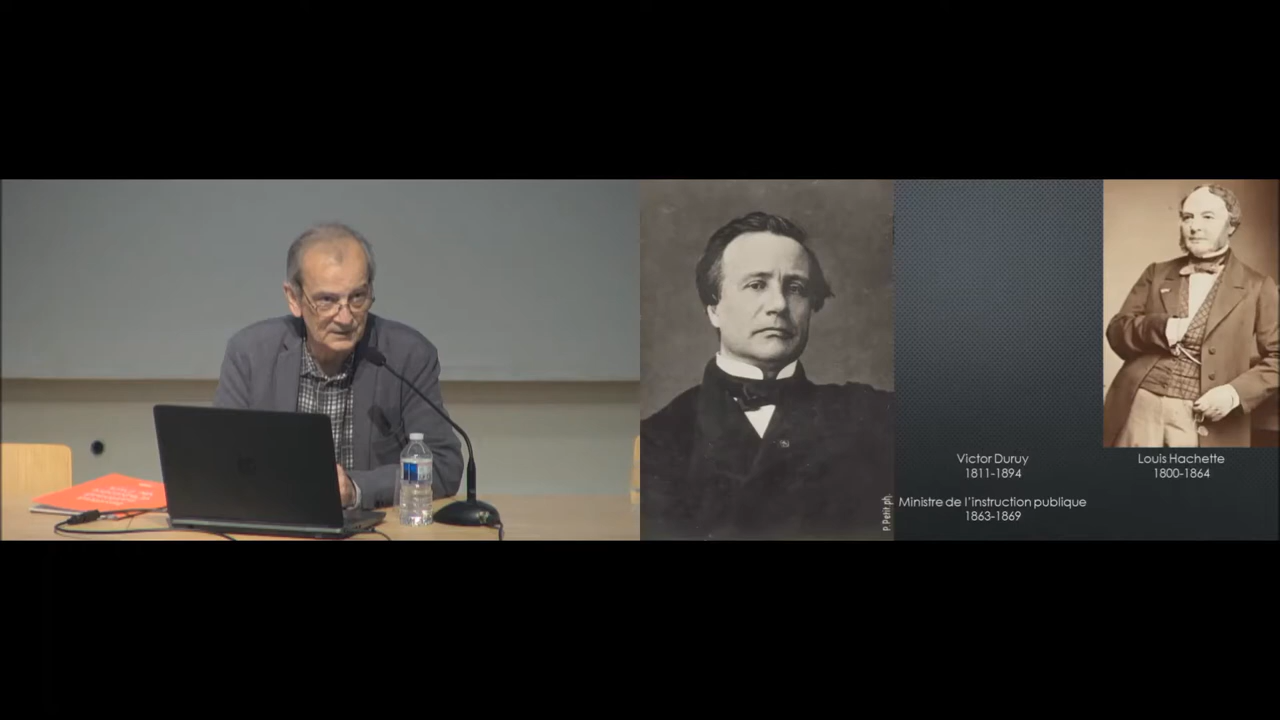 Victor Duruy
1811-1894
Ministre de l'instruction publique
1863-1869
Louis Hachette
1800-1864
P. Petit ph.